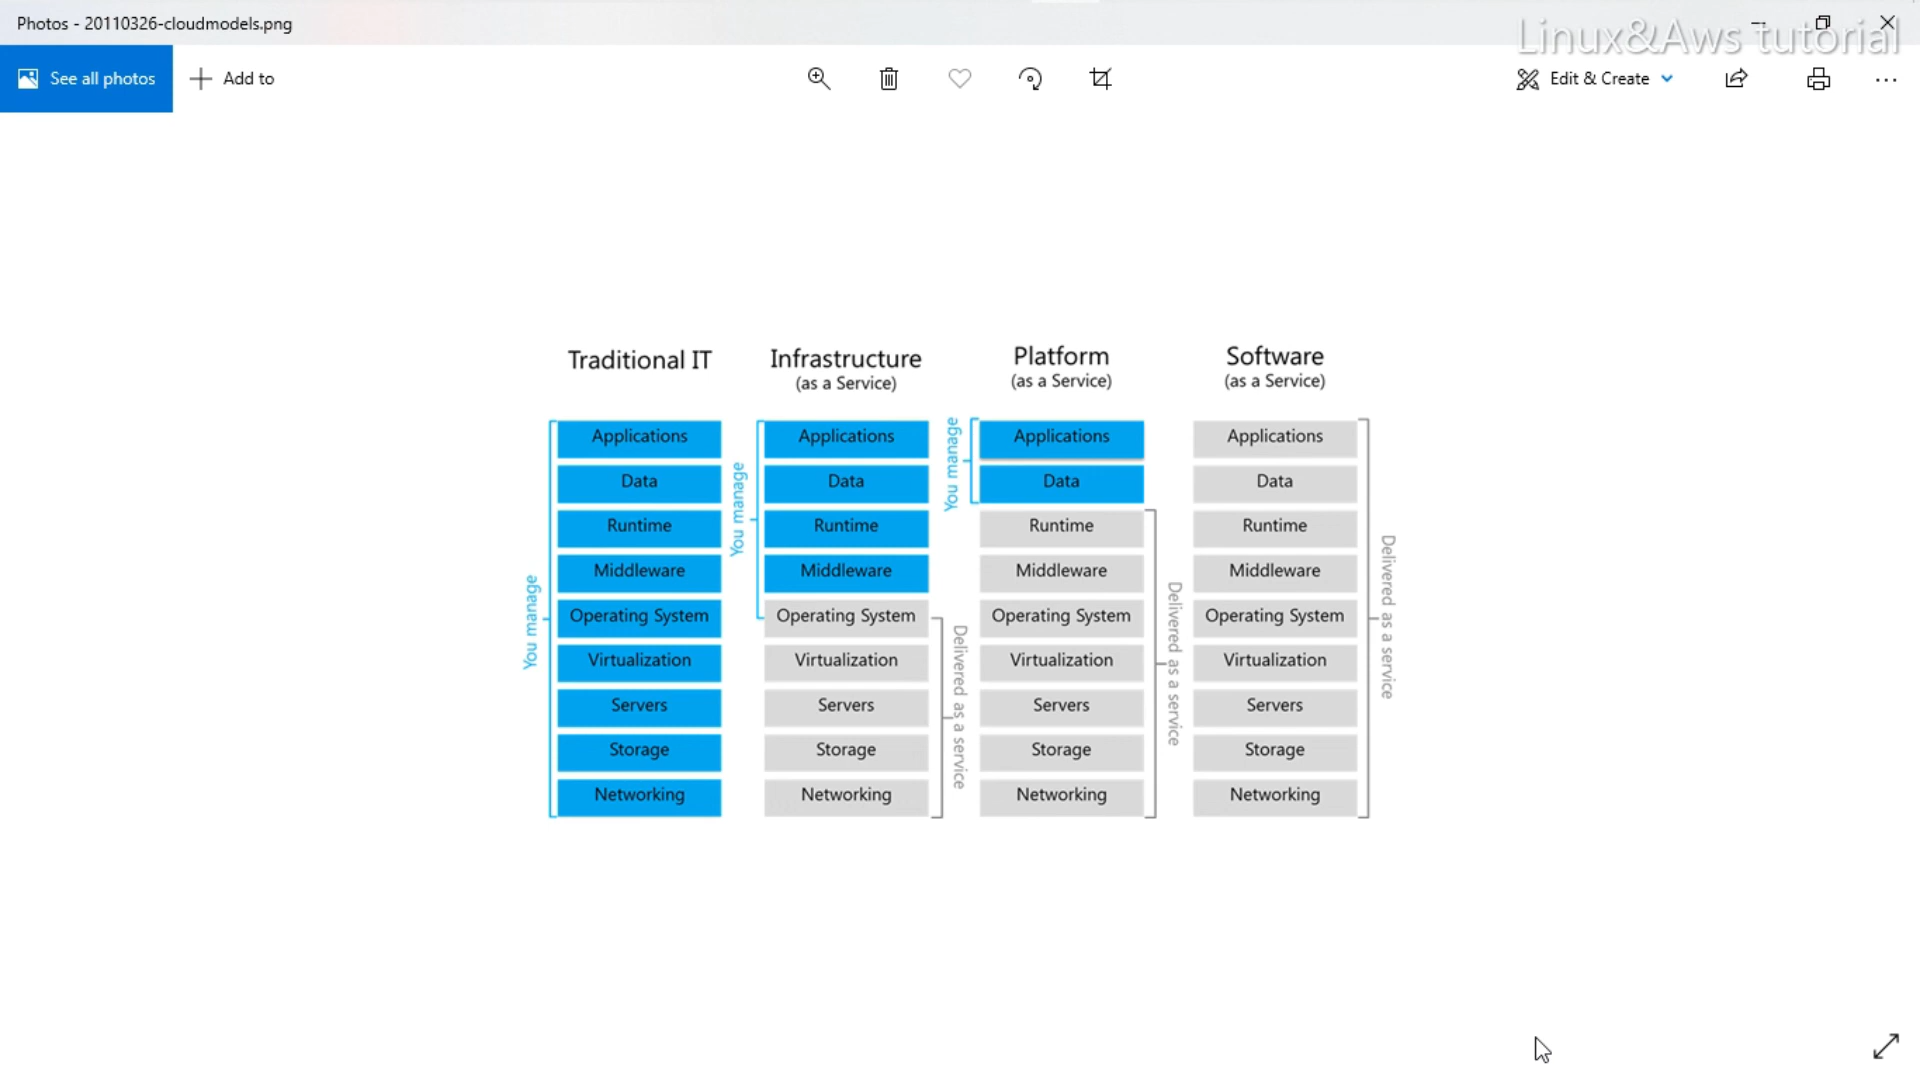 Photos - 20110326-cloudmodels.png
Linux&Aws tutorial
See all photos
Add to
Edit & Create
Traditional IT
You manage
Applications
Data
Runtime
Middleware
Operating System
Virtualization
Servers
Storage
Networking
Infrastructure
(as a Service)
You manage
Applications
Data
Runtime
Middleware
Operating System
Virtualization
Servers
Storage
Networking
Delivered as a service
Platform
(as a Service)
You manage
Applications
Data
Runtime
Middleware
Operating System
Virtualization
Servers
Storage
Networking
Delivered as a service
Software
(as a Service)
Applications
Data
Runtime
Middleware
Operating System
Virtualization
Servers
Storage
Networking
Delivered as a service